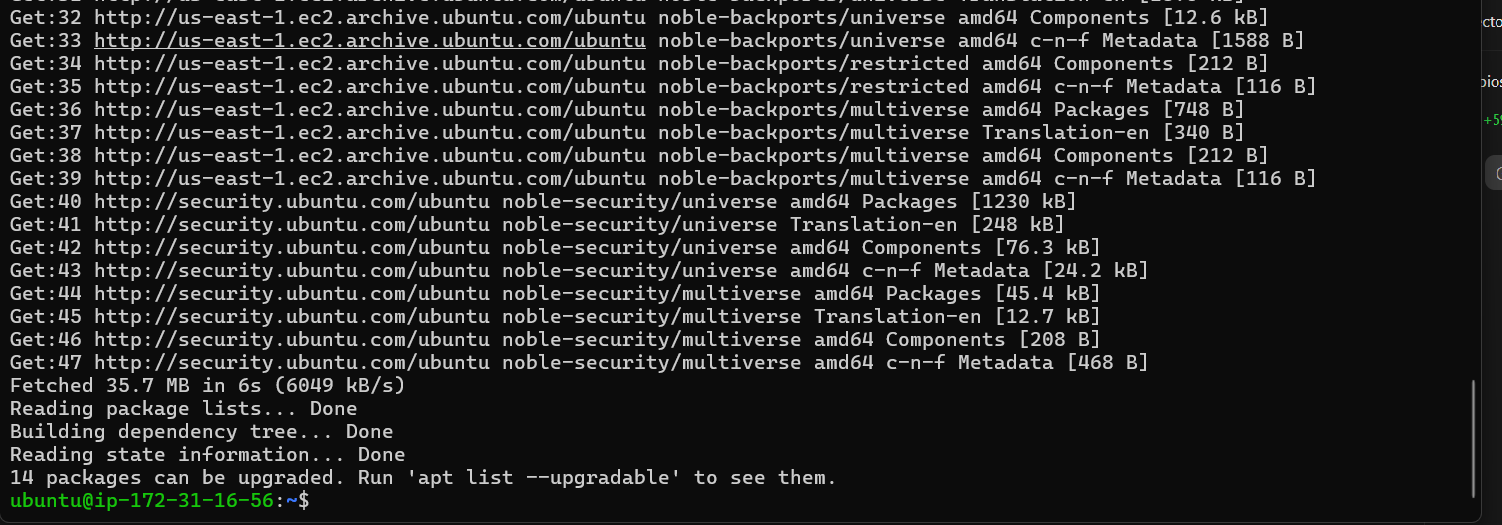 Get:32 http://us-east-1.ec2.archive.ubuntu.com/ubuntu noble-backports/universe amd64 Components [12.6 kB]
Get:33 http://us-east-1.ec2.archive.ubuntu.com/ubuntu noble-backports/universe amd64 c-n-f Metadata [1588 B]
Get:34 http://us-east-1.ec2.archive.ubuntu.com/ubuntu noble-backports/restricted amd64 Components [212 B]
Get:35 http://us-east-1.ec2.archive.ubuntu.com/ubuntu noble-backports/restricted amd64 c-n-f Metadata [116 B]
Get:36 http://us-east-1.ec2.archive.ubuntu.com/ubuntu noble-backports/multiverse amd64 Packages [748 B]
Get:37 http://us-east-1.ec2.archive.ubuntu.com/ubuntu noble-backports/multiverse Translation-en [340 B]
Get:38 http://us-east-1.ec2.archive.ubuntu.com/ubuntu noble-backports/multiverse amd64 Components [212 B]
Get:39 http://us-east-1.ec2.archive.ubuntu.com/ubuntu noble-backports/multiverse amd64 c-n-f Metadata [116 B]
Get:40 http://security.ubuntu.com/ubuntu noble-security/universe amd64 Packages [1230 kB]
Get:41 http://security.ubuntu.com/ubuntu noble-security/universe Translation-en [248 kB]
Get:42 http://security.ubuntu.com/ubuntu noble-security/universe amd64 Components [76.3 kB]
Get:43 http://security.ubuntu.com/ubuntu noble-security/universe amd64 c-n-f Metadata [24.2 kB]
Get:44 http://security.ubuntu.com/ubuntu noble-security/multiverse amd64 Packages [45.4 kB]
Get:45 http://security.ubuntu.com/ubuntu noble-security/multiverse Translation-en [12.7 kB]
Get:46 http://security.ubuntu.com/ubuntu noble-security/multiverse amd64 Components [208 B]
Get:47 http://security.ubuntu.com/ubuntu noble-security/multiverse amd64 c-n-f Metadata [468 B]
Fetched 35.7 MB in 6s (6049 kB/s)
Reading package lists... Done
Building dependency tree... Done
Reading state information... Done
14 packages can be upgraded. Run 'apt list --upgradable' to see them.
ubuntu@ip-172-31-16-56:~$